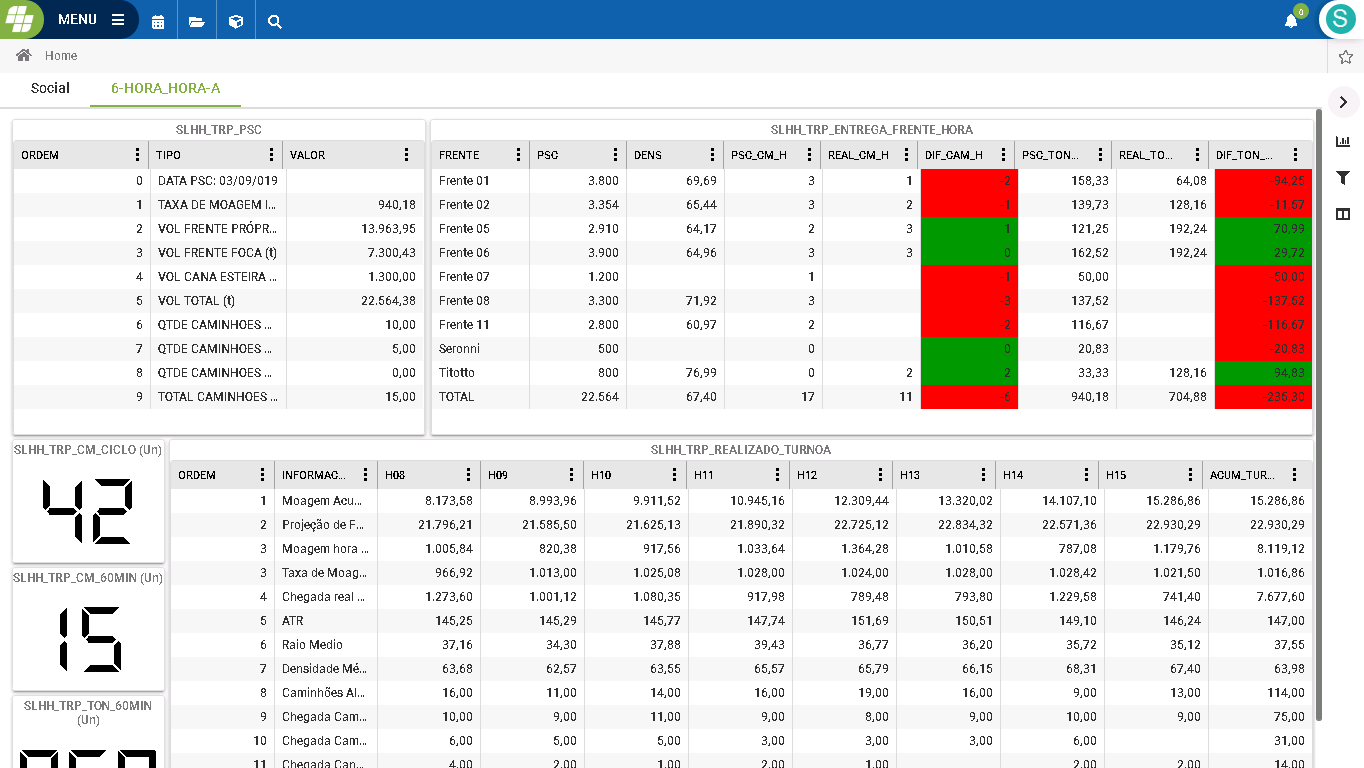 MENU
0
S
Home
Social 6-HORA_HORA-A
SLHH_TRP_PSC
ORDEM TIPO VALOR
0 DATA PSC: 03/09/019
1 TAXA DE MOAGEM I... 940,18
2 VOL FRENTE PRÓPR... 13.963,95
3 VOL FRENTE FOCA (t) 7.300,43
4 VOL CANA ESTEIRA ... 1.300,00
5 VOL TOTAL (t) 22.564,38
6 QTDE CAMINHOES ... 10,00
7 QTDE CAMINHOES ... 5,00
8 QTDE CAMINHOES ... 0,00
9 TOTAL CAMINHOES ... 15,00
SLHH_TRP_ENTREGA_FRENTE_HORA
FRENTE PSC DENS PSC_CM_H REAL_CM_H DIF_CAM_H PSC_TON... REAL_TO... DIF_TON_...
Frente 01 3.800 69,69 3 1 -2 158,33 64,08 -94,25
Frente 02 3.354 65,44 3 2 -1 139,73 128,16 -11,57
Frente 05 2.910 64,17 2 3 1 121,25 192,24 70,99
Frente 06 3.900 64,96 3 3 0 162,52 192,24 29,72
Frente 07 1.200 1 -1 50,00 -50,00
Frente 08 3.300 71,92 3 -3 137,52 -137,52
Frente 11 2.800 60,97 2 -2 116,67 -116,67
Seronni 500 0 0 20,83 -20,83
Titotto 800 76,99 0 2 2 33,33 128,16 94,83
TOTAL 22.564 67,40 17 11 -6 940,18 704,88 -235,30
SLHH_TRP_CM_CICLO (Un)
42
SLHH_TRP_CM_60MIN (Un)
15
SLHH_TRP_TON_60MIN
(Un)
SLHH_TRP_REALIZADO_TURNOA
ORDEM INFORMAC... H08 H09 H10 H11 H12 H13 H14 H15 ACUM_TUR...
1 Moagem Acu... 8.173,58 8.993,96 9.911,52 10.945,16 12.309,44 13.320,02 14.107,10 15.286,86 15.286,86
2 Projeção de F... 21.796,21 21.585,50 21.625,13 21.890,32 22.725,12 22.834,32 22.571,36 22.930,29 22.930,29
3 Moagem hora ... 1.005,84 820,38 917,56 1.033,64 1.364,28 1.010,58 787,08 1.179,76 8.119,12
3 Taxa de Moag... 966,92 1.013,00 1.025,08 1.028,00 1.024,00 1.028,00 1.028,42 1.021,50 1.016,86
4 Chegada real ... 1.273,60 1.001,12 1.080,35 917,98 789,48 793,80 1.229,58 741,40 7.677,60
5 ATR 145,25 145,29 145,77 147,74 151,69 150,51 149,10 146,24 147,00
6 Raio Medio 37,16 34,30 37,88 39,43 36,77 36,20 35,72 35,12 37,55
7 Densidade Mé... 63,68 62,57 63,55 65,57 65,79 66,15 68,31 67,40 63,98
8 Caminhões Al... 16,00 11,00 14,00 16,00 19,00 16,00 9,00 13,00 114,00
9 Chegada Cam... 10,00 9,00 11,00 9,00 8,00 9,00 10,00 9,00 75,00
10 Chegada Cam... 6,00 5,00 5,00 3,00 3,00 3,00 6,00 31,00
11 Chegada Can... 4,00 2,00 1,00 2,00 1,00 2,00 2,00 14,00